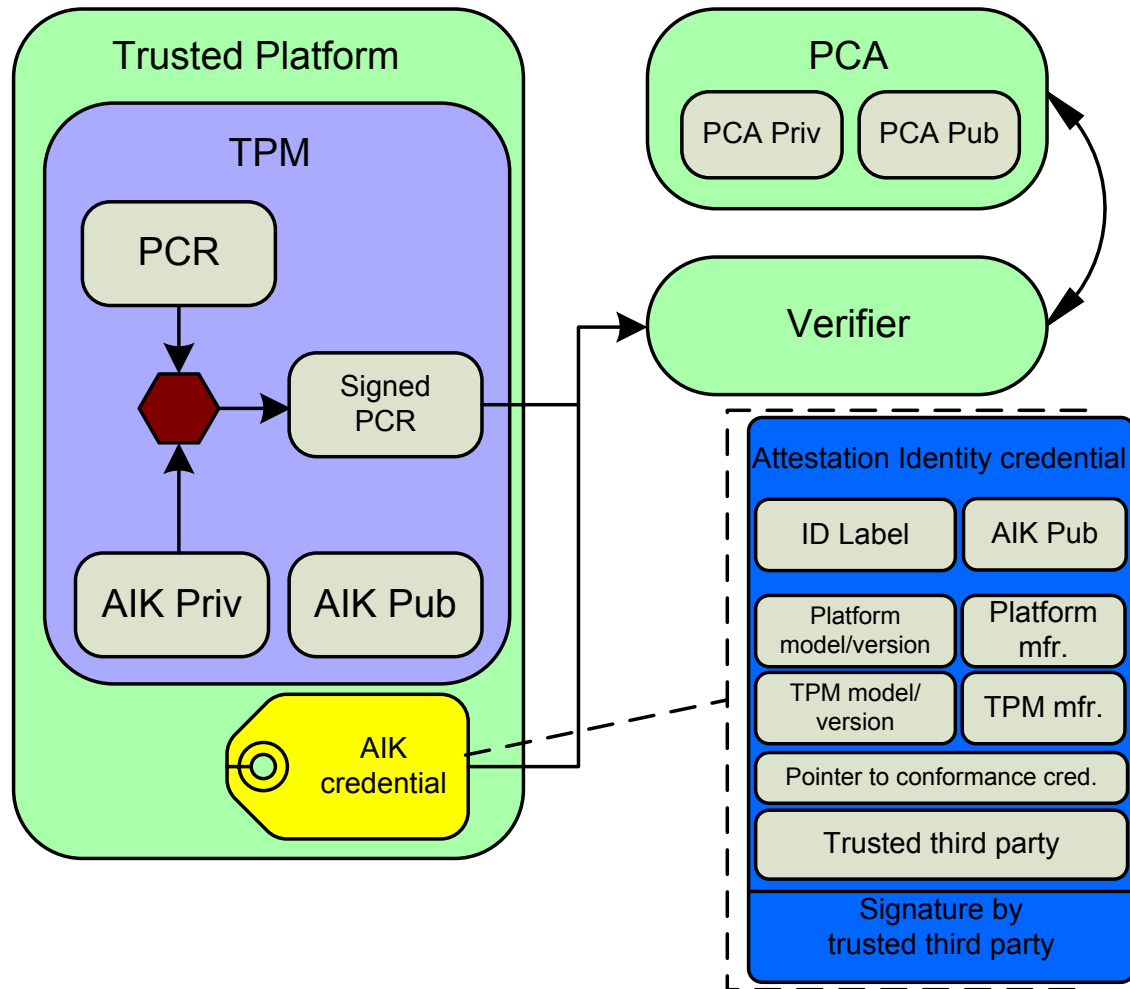 Trusted Platform
TPM
PCR
Signed
PCR
AIK Priv
AIK Pub
AIK
credential
PCA
PCA Priv
PCA Pub
Verifier
Attestation Identity credential
ID Label
AIK Pub
Platform
model/version
Platform
mfr.
TPM model/
version
TPM mfr.
Pointer to conformance cred.
Trusted third party
Signature by
trusted third party